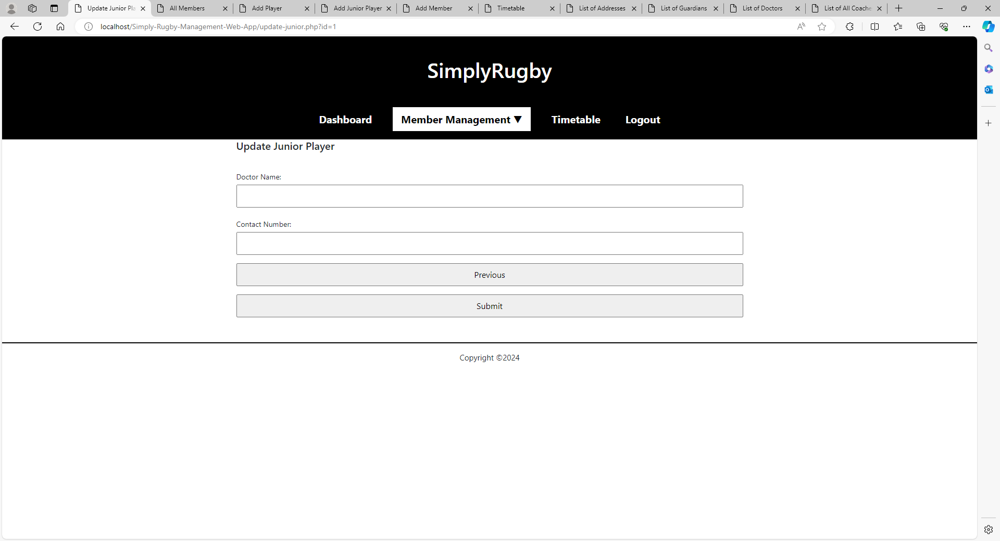 Update Junior Pla
All Members
Add Player
Add Junior Player
Add Member
Timetable
List of Addresses
List of Guardians
List of Doctors
List of All Coache
localhost/Simply-Rugby-Management-Web-App/update-junior.php?id=1
SimplyRugby
Dashboard Member Management ▼ Timetable Logout
Update Junior Player
Doctor Name:
Contact Number:
Previous
Submit
Copyright ©2024